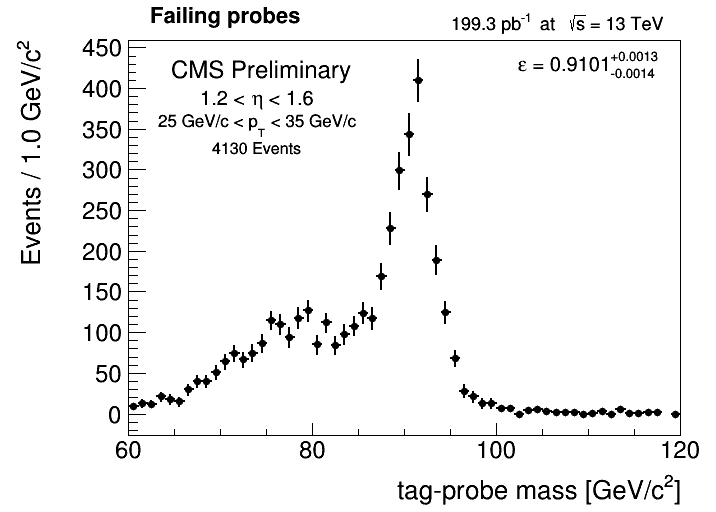 Failing probes
199.3 pb⁻¹ at √s = 13 TeV
CMS Preliminary
1.2 < η < 1.6
25 GeV/c < p_T < 35 GeV/c
4130 Events
ε = 0.9101 +0.0013 -0.0014
Events / 1.0 GeV/c²
450
400
350
300
250
200
150
100
50
0
60 80 100 120
tag-probe mass [GeV/c²]